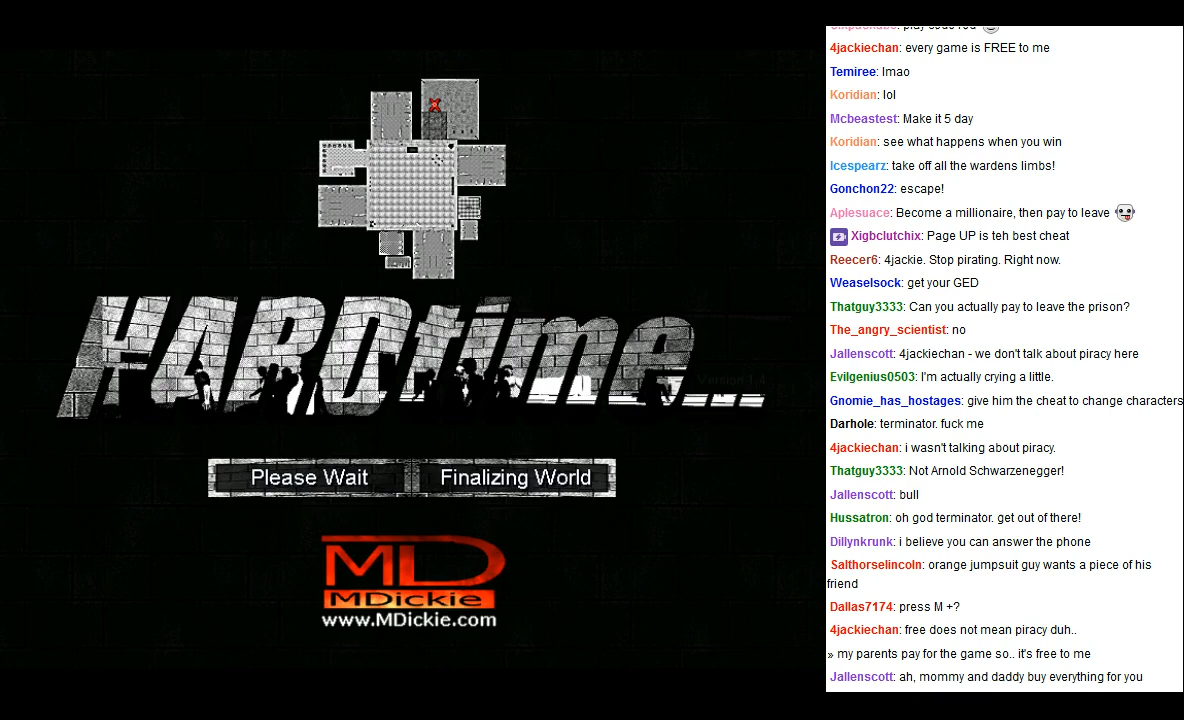 HARDtime...
Version 1.4
Please Wait
Finalizing World
MD
MDickie
www.MDickie.com
4jackiechan: every game is FREE to me
Temiree: lmao
Koridian: lol
Mcbeastest: Make it 5 day
Koridian: see what happens when you win
Icespearz: take off all the wardens limbs!
Gonchon22: escape!
Aplesuace: Become a millionaire, then pay to leave
Xigbclutchix: Page UP is teh best cheat
Reecer6: 4jackie. Stop pirating. Right now.
Weaselsock: get your GED
Thatguy3333: Can you actually pay to leave the prison?
The_angry_scientist: no
Jallenscott: 4jackiechan - we don't talk about piracy here
Evilgenius0503: I'm actually crying a little.
Gnomie_has_hostages: give him the cheat to change characters
Darhole: terminator. fuck me
4jackiechan: i wasn't talking about piracy.
Thatguy3333: Not Arnold Schwarzenegger!
Jallenscott: bull
Hussatron: oh god terminator. get out of there!
Dillynkrunk: i believe you can answer the phone
Salthorselincoln: orange jumpsuit guy wants a piece of his
friend
Dallas7174: press M +?
4jackiechan: free does not mean piracy duh..
» my parents pay for the game so.. it's free to me
Jallenscott: ah, mommy and daddy buy everything for you